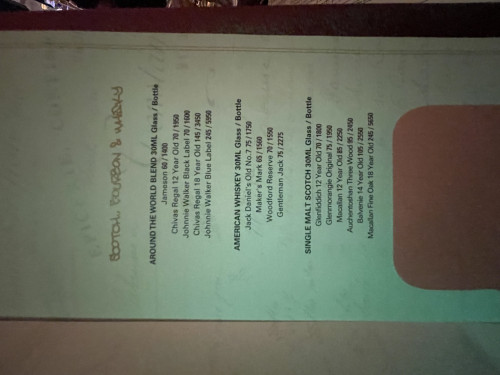 SCOTCH, BOURBON & WHISKY
AROUND THE WORLD BLEND 30ML Glass / Bottle
Jameson 60 / 1400
Chivas Regal 12 Year Old 70 / 1950
Johnnie Walker Black Label 70 / 1600
Chivas Regal 18 Year Old 145 / 3450
Johnnie Walker Blue Label 245 / 5950
AMERICAN WHISKEY 30ML Glass / Bottle
Jack Daniel's Old No.7 75 / 1750
Maker's Mark 65 / 1560
Woodford Reserve 70 / 1550
Gentleman Jack 75 / 2275
SINGLE MALT SCOTCH 30ML Glass / Bottle
Glenfiddich 12 Year Old 70 / 1800
Glenmorangie Original 75 / 1950
Macallan 12 Year Old 85 / 2250
Auchentoshan Three Wood 85 / 2450
Balvenie 14 Year Old 105 / 2550
Macallan Fine Oak 18 Year Old 245 / 5650